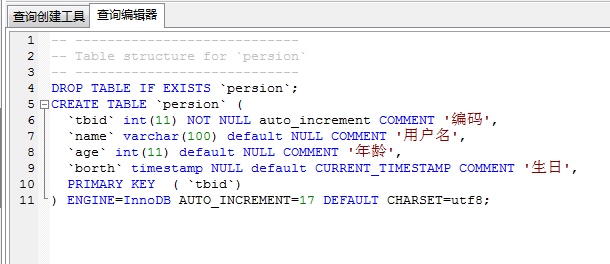 查询创建工具 查询编辑器
1 -- ----------------------------
2 -- Table structure for `persion`
3 -- ----------------------------
4 DROP TABLE IF EXISTS `persion`;
5 CREATE TABLE `persion` (
6 `tbid` int(11) NOT NULL auto_increment COMMENT '编码',
7 `name` varchar(100) default NULL COMMENT '用户名',
8 `age` int(11) default NULL COMMENT '年龄',
9 `borth` timestamp NULL default CURRENT_TIMESTAMP COMMENT '生日',
10 PRIMARY KEY  ( `tbid`)
11 ) ENGINE=InnoDB AUTO_INCREMENT=17 DEFAULT CHARSET=utf8;